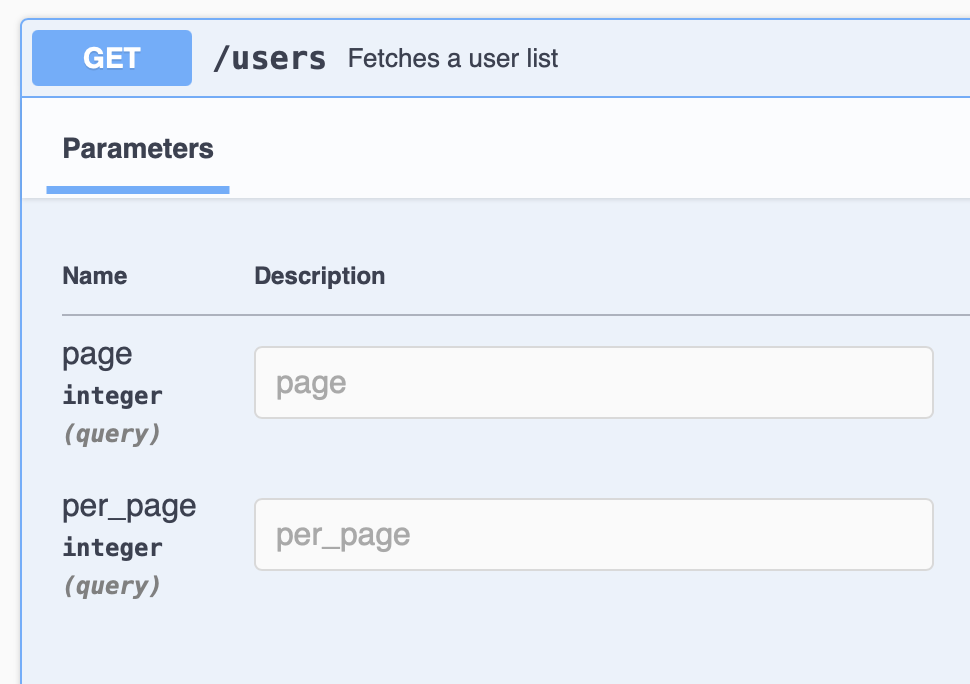 GET /users Fetches a user list
Parameters
Name Description
page
integer
(query)
page
per_page
integer
(query)
per_page